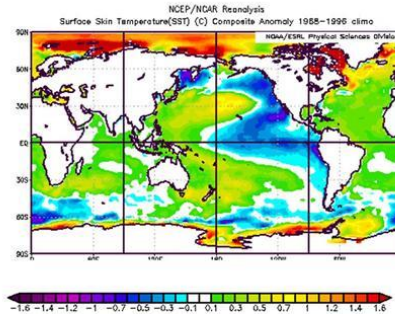 NCEP/NCAR Reanalysis
Surface Skin Temperature(SST) (C) Composite Anomaly 1968-1996 climo
NOAA/ESRL Physical Sciences Division
90N
60N
30N
EQ
30S
60S
90S
0
-1.6 -1.4 -1.2 -1 -0.7 -0.5 -0.3 -0.1 0.1 0.3 0.5 0.7 1 1.2 1.4 1.6